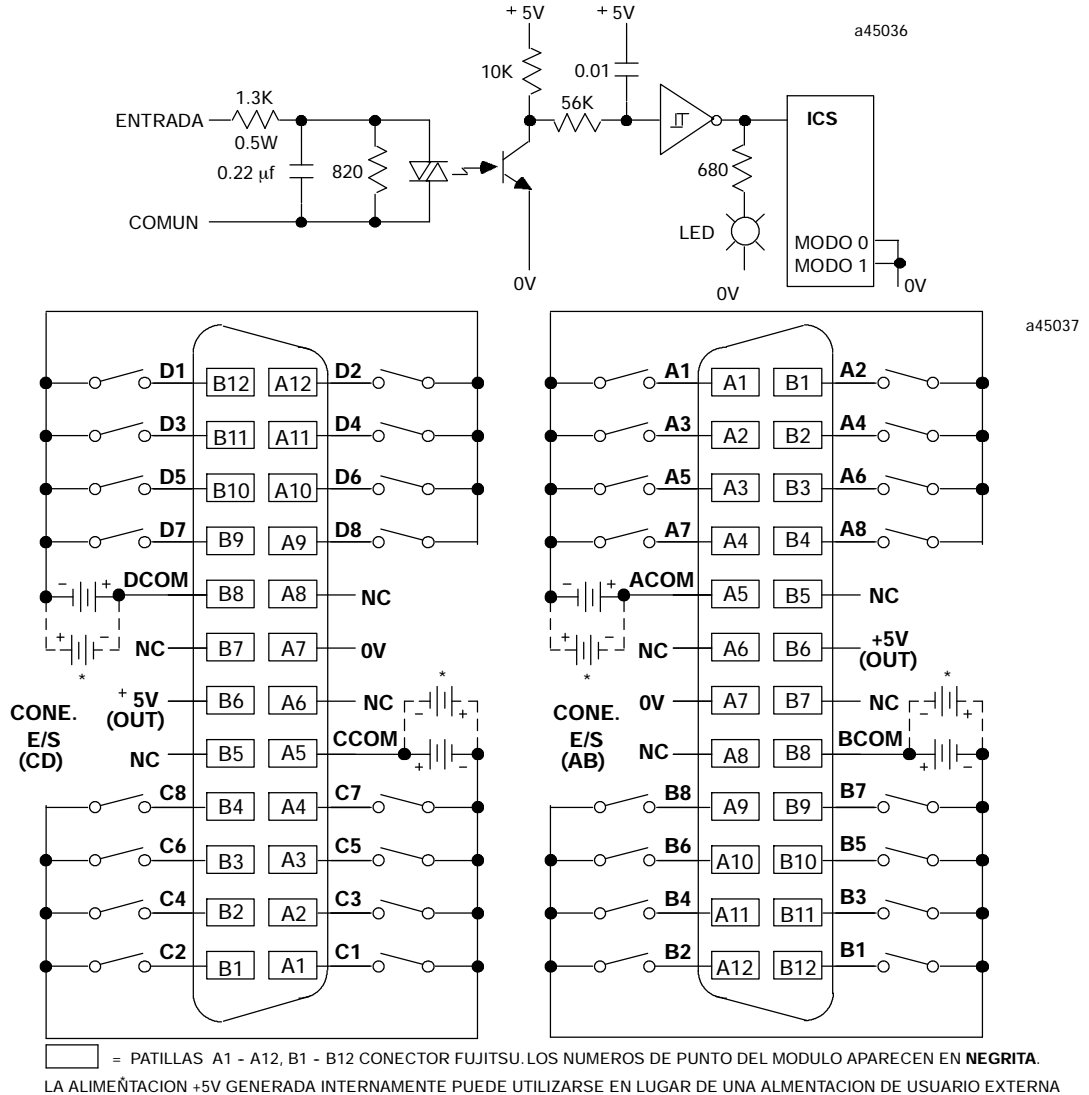 + 5V + 5V
a45036
10K 0.01
1.3K 56K
ENTRADA ICS
0.5W
0.22 µf 820 680
COMUN LED
MODO 0
MODO 1
0V 0V 0V
a45037
D1 B12 A12 D2 A1 A1 B1 A2
D3 B11 A11 D4 A3 A2 B2 A4
D5 B10 A10 D6 A5 A3 B3 A6
D7 B9 A9 D8 A7 A4 B4 A8
- + DCOM B8 A8 NC - + ACOM A5 B5 NC
+ - NC B7 A7 0V + - NC A6 B6 +5V (OUT)
* *
+ 5V (OUT) B6 A6 NC * - + 0V A7 B7 NC * - +
CONE. E/S (CD) CONE. E/S (AB)
NC B5 A5 CCOM + - NC A8 B8 BCOM + -
C8 B4 A4 C7 B8 A9 B9 B7
C6 B3 A3 C5 B6 A10 B10 B5
C4 B2 A2 C3 B4 A11 B11 B3
C2 B1 A1 C1 B2 A12 B12 B1
= PATILLAS A1 - A12, B1 - B12 CONECTOR FUJITSU. LOS NUMEROS DE PUNTO DEL MODULO APARECEN EN NEGRITA.
* LA ALIMENTACION +5V GENERADA INTERNAMENTE PUEDE UTILIZARSE EN LUGAR DE UNA ALMENTACION DE USUARIO EXTERNA